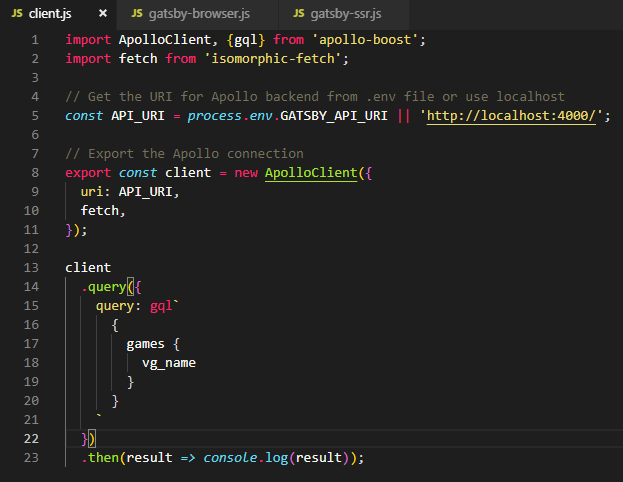 JS client.js × JS gatsby-browser.js JS gatsby-ssr.js
1 import ApolloClient, {gql} from 'apollo-boost';
2 import fetch from 'isomorphic-fetch';
3
4 // Get the URI for Apollo backend from .env file or use localhost
5 const API_URI = process.env.GATSBY_API_URI || 'http://localhost:4000/';
6
7 // Export the Apollo connection
8 export const client = new ApolloClient({
9   uri: API_URI,
10   fetch,
11 });
12
13 client
14   .query({
15     query: gql`
16       {
17         games {
18           vg_name
19         }
20       }
21     `
22   })
23   .then(result => console.log(result));